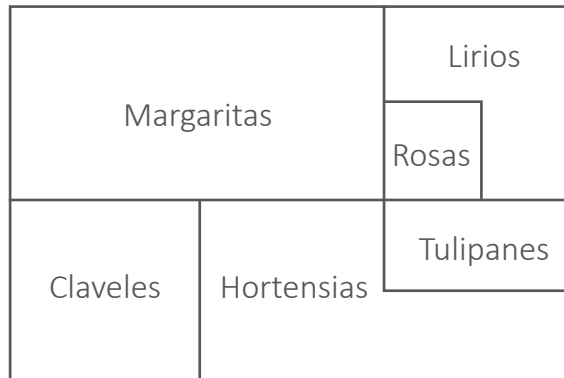 Lirios
Margaritas
Rosas
Tulipanes
Claveles
Hortensias